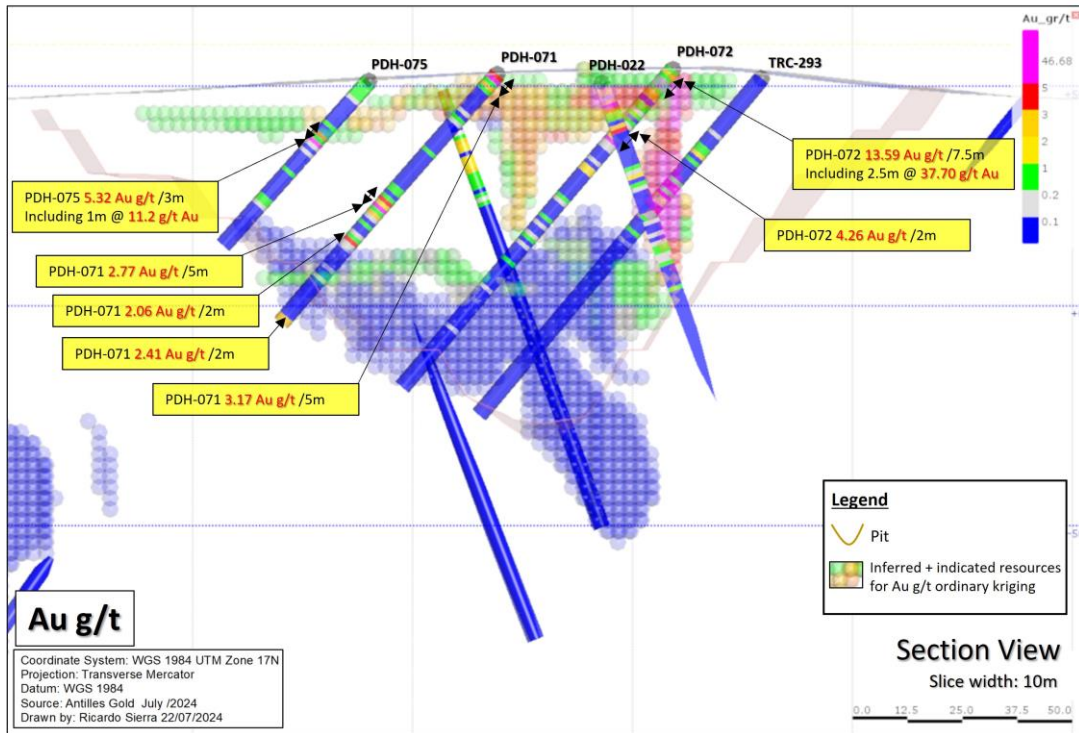 Au_gr/t
46.68
5
3
2
1
0.2
0.1
PDH-075
PDH-071
PDH-022
PDH-072
TRC-293
PDH-072 13.59 Au g/t /7.5m
Including 2.5m @ 37.70 g/t Au
PDH-075 5.32 Au g/t /3m
Including 1m @ 11.2 g/t Au
PDH-072 4.26 Au g/t /2m
PDH-071 2.77 Au g/t /5m
PDH-071 2.06 Au g/t /2m
PDH-071 2.41 Au g/t /2m
PDH-071 3.17 Au g/t /5m
Legend
Pit
Inferred + indicated resources
for Au g/t ordinary kriging
Au g/t
Coordinate System: WGS 1984 UTM Zone 17N
Projection: Transverse Mercator
Datum: WGS 1984
Source: Antilles Gold July /2024
Drawn by: Ricardo Sierra 22/07/2024
Section View
Slice width: 10m
0.0 12.5 25.0 37.5 50.0